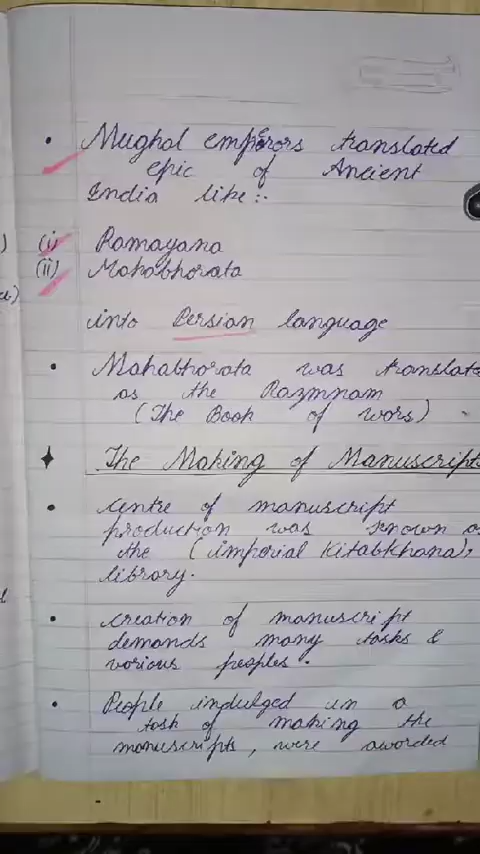 • Mughal emperors translated
epic of Ancient
India like :-
(i) Ramayana
(ii) Mahabharata
into Persian language
• Mahabharata was translate
as the Razmnam
(The Book of wars)
The Making of Manuscripts
• centre of manuscript
production was known as
the (imperial Kitabkhana),
library.
• creation of manuscript
demands many tasks &
various peoples.
• People indulged in a
task of making the
manuscripts, were awarded